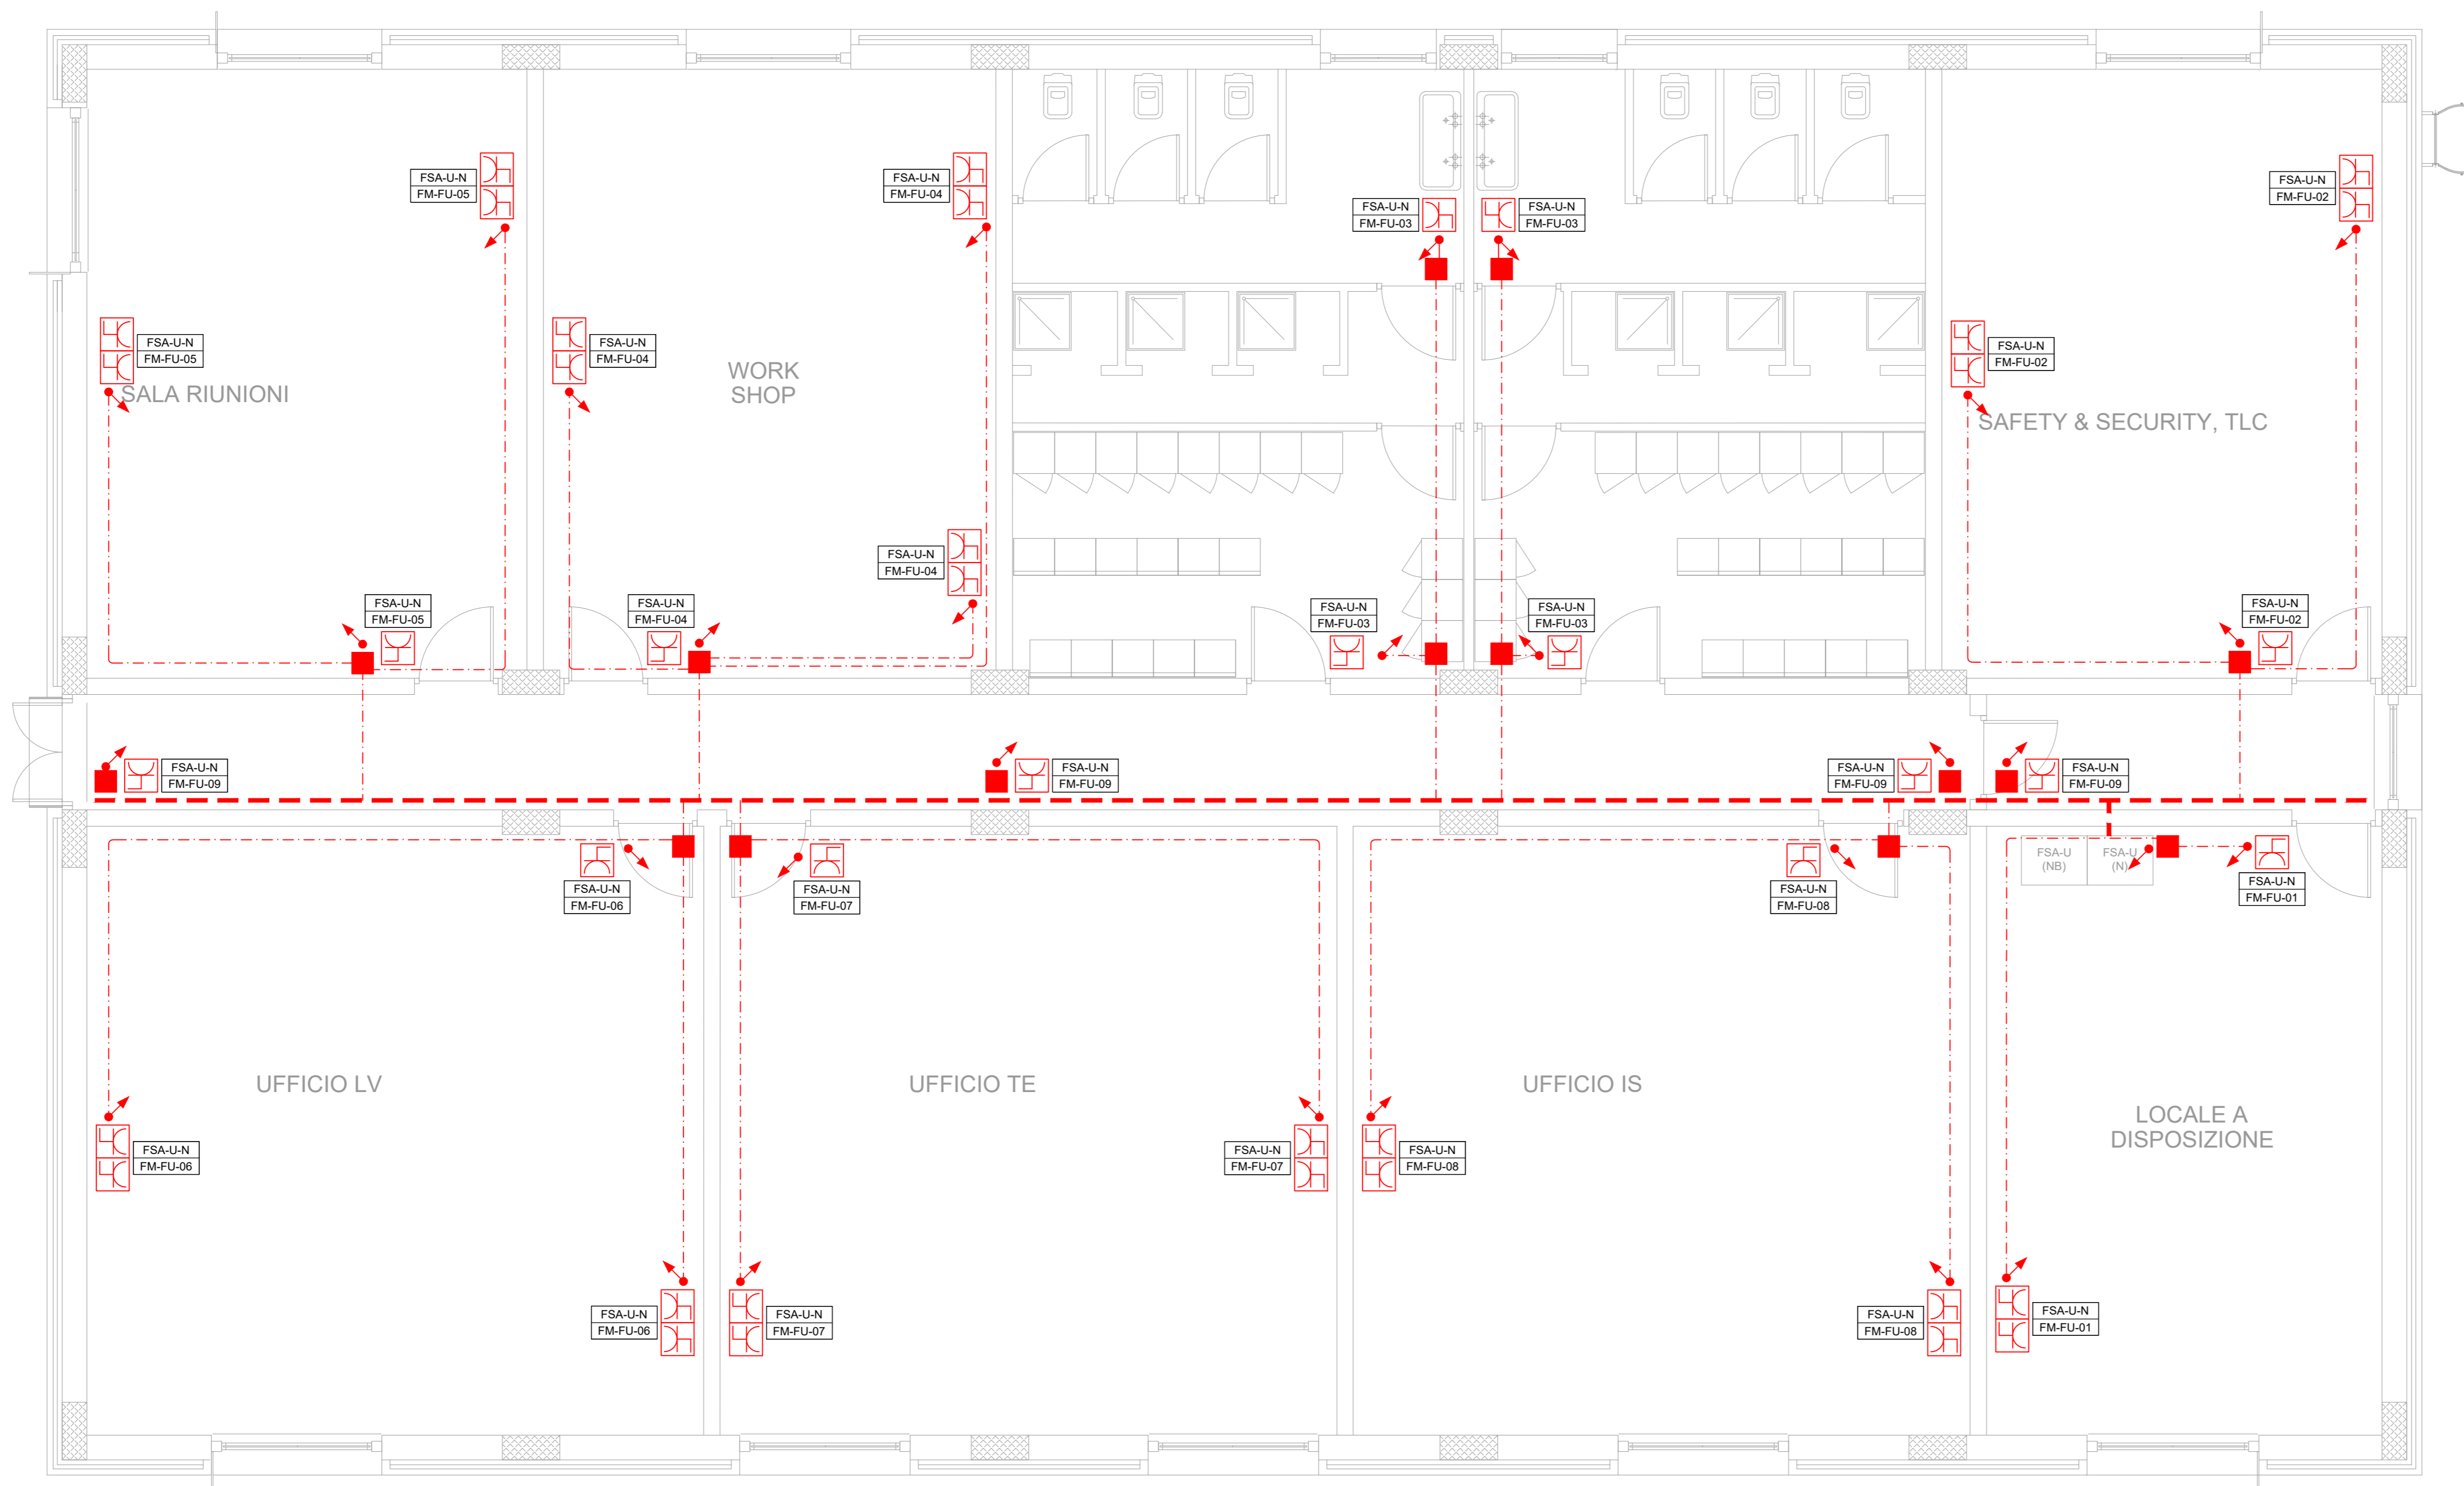 FSA-U-N
FM-FU-05
FSA-U-N
FM-FU-04
FSA-U-N
FM-FU-03
FSA-U-N
FM-FU-03
FSA-U-N
FM-FU-02
FSA-U-N
FM-FU-05
SALA RIUNIONI
FSA-U-N
FM-FU-04
WORK
SHOP
FSA-U-N
FM-FU-02
SAFETY & SECURITY, TLC
FSA-U-N
FM-FU-04
FSA-U-N
FM-FU-05
FSA-U-N
FM-FU-04
FSA-U-N
FM-FU-03
FSA-U-N
FM-FU-03
FSA-U-N
FM-FU-02
FSA-U-N
FM-FU-09
FSA-U-N
FM-FU-09
FSA-U-N
FM-FU-09
FSA-U-N
FM-FU-09
FSA-U-N
FM-FU-06
FSA-U-N
FM-FU-07
FSA-U-N
FM-FU-08
FSA-U
(NB)
FSA-U
(N)
FSA-U-N
FM-FU-01
UFFICIO LV
UFFICIO TE
UFFICIO IS
LOCALE A
DISPOSIZIONE
FSA-U-N
FM-FU-06
FSA-U-N
FM-FU-07
FSA-U-N
FM-FU-08
FSA-U-N
FM-FU-06
FSA-U-N
FM-FU-07
FSA-U-N
FM-FU-08
FSA-U-N
FM-FU-01